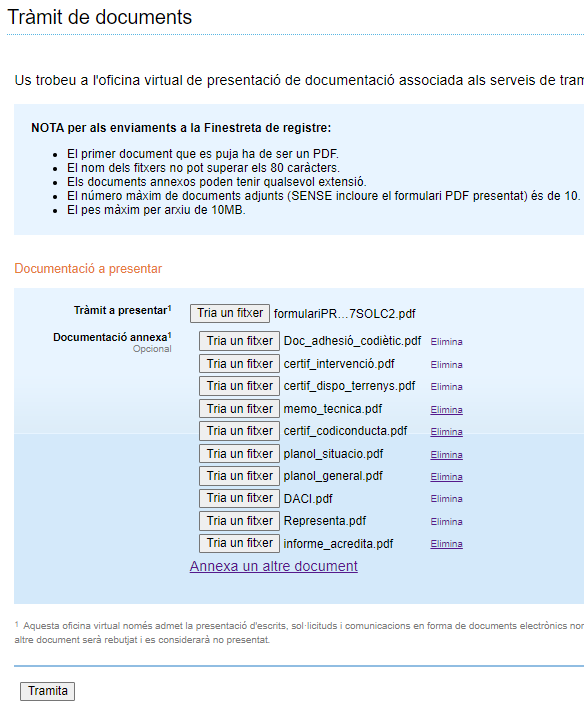 Tràmit de documents
Us trobeu a l'oficina virtual de presentació de documentació associada als serveis de tram
NOTA per als enviaments a la Finestreta de registre:
• El primer document que es puja ha de ser un PDF.
• El nom dels fitxers no pot superar els 80 caràcters.
• Els documents annexos poden tenir qualsevol extensió.
• El número màxim de documents adjunts (SENSE incloure el formulari PDF presentat) és de 10.
• El pes màxim per arxiu de 10MB.
Documentació a presentar
Tràmit a presentar¹ Tria un fitxer formulariPR...7SOLC2.pdf
Documentació annexa¹ Tria un fitxer Doc_adhesió_codiètic.pdf Elimina
Opcional
Tria un fitxer certif_intervenció.pdf Elimina
Tria un fitxer certif_dispo_terrenys.pdf Elimina
Tria un fitxer memo_tecnica.pdf Elimina
Tria un fitxer certif_codiconducta.pdf Elimina
Tria un fitxer planol_situacio.pdf Elimina
Tria un fitxer planol_general.pdf Elimina
Tria un fitxer DACI.pdf Elimina
Tria un fitxer Representa.pdf Elimina
Tria un fitxer informe_acredita.pdf Elimina
Annexa un altre document
¹ Aquesta oficina virtual només admet la presentació d'escrits, sol·licituds i comunicacions en forma de documents electrònics nor
altre document serà rebutjat i es considerarà no presentat.
Tramita